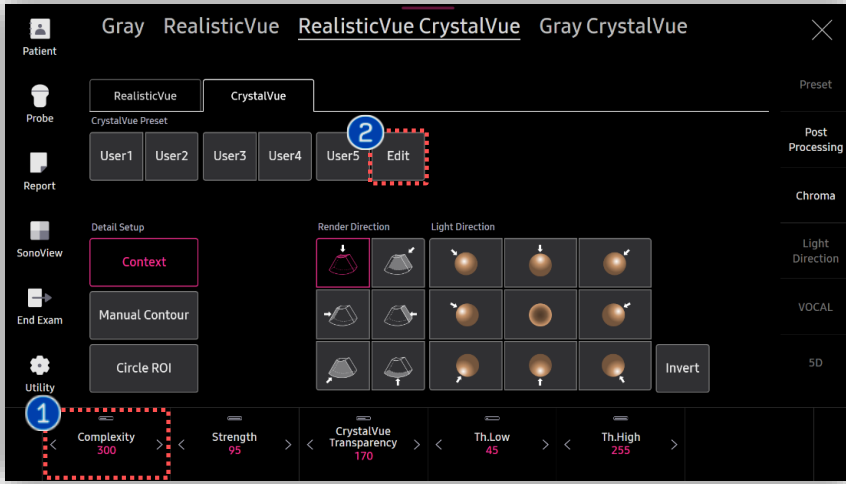 Gray RealisticVue RealisticVue CrystalVue Gray CrystalVue
Patient
Probe
Report
SonoView
End Exam
Utility
RealisticVue CrystalVue
CrystalVue Preset
User1 User2 User3 User4 User5 Edit
2
Detail Setup
Context
Manual Contour
Circle ROI
Render Direction Light Direction
Invert
Preset
Post
Processing
Chroma
Light
Direction
VOCAL
5D
1
Complexity
300
Strength
95
CrystalVue
Transparency
170
Th.Low
45
Th.High
255